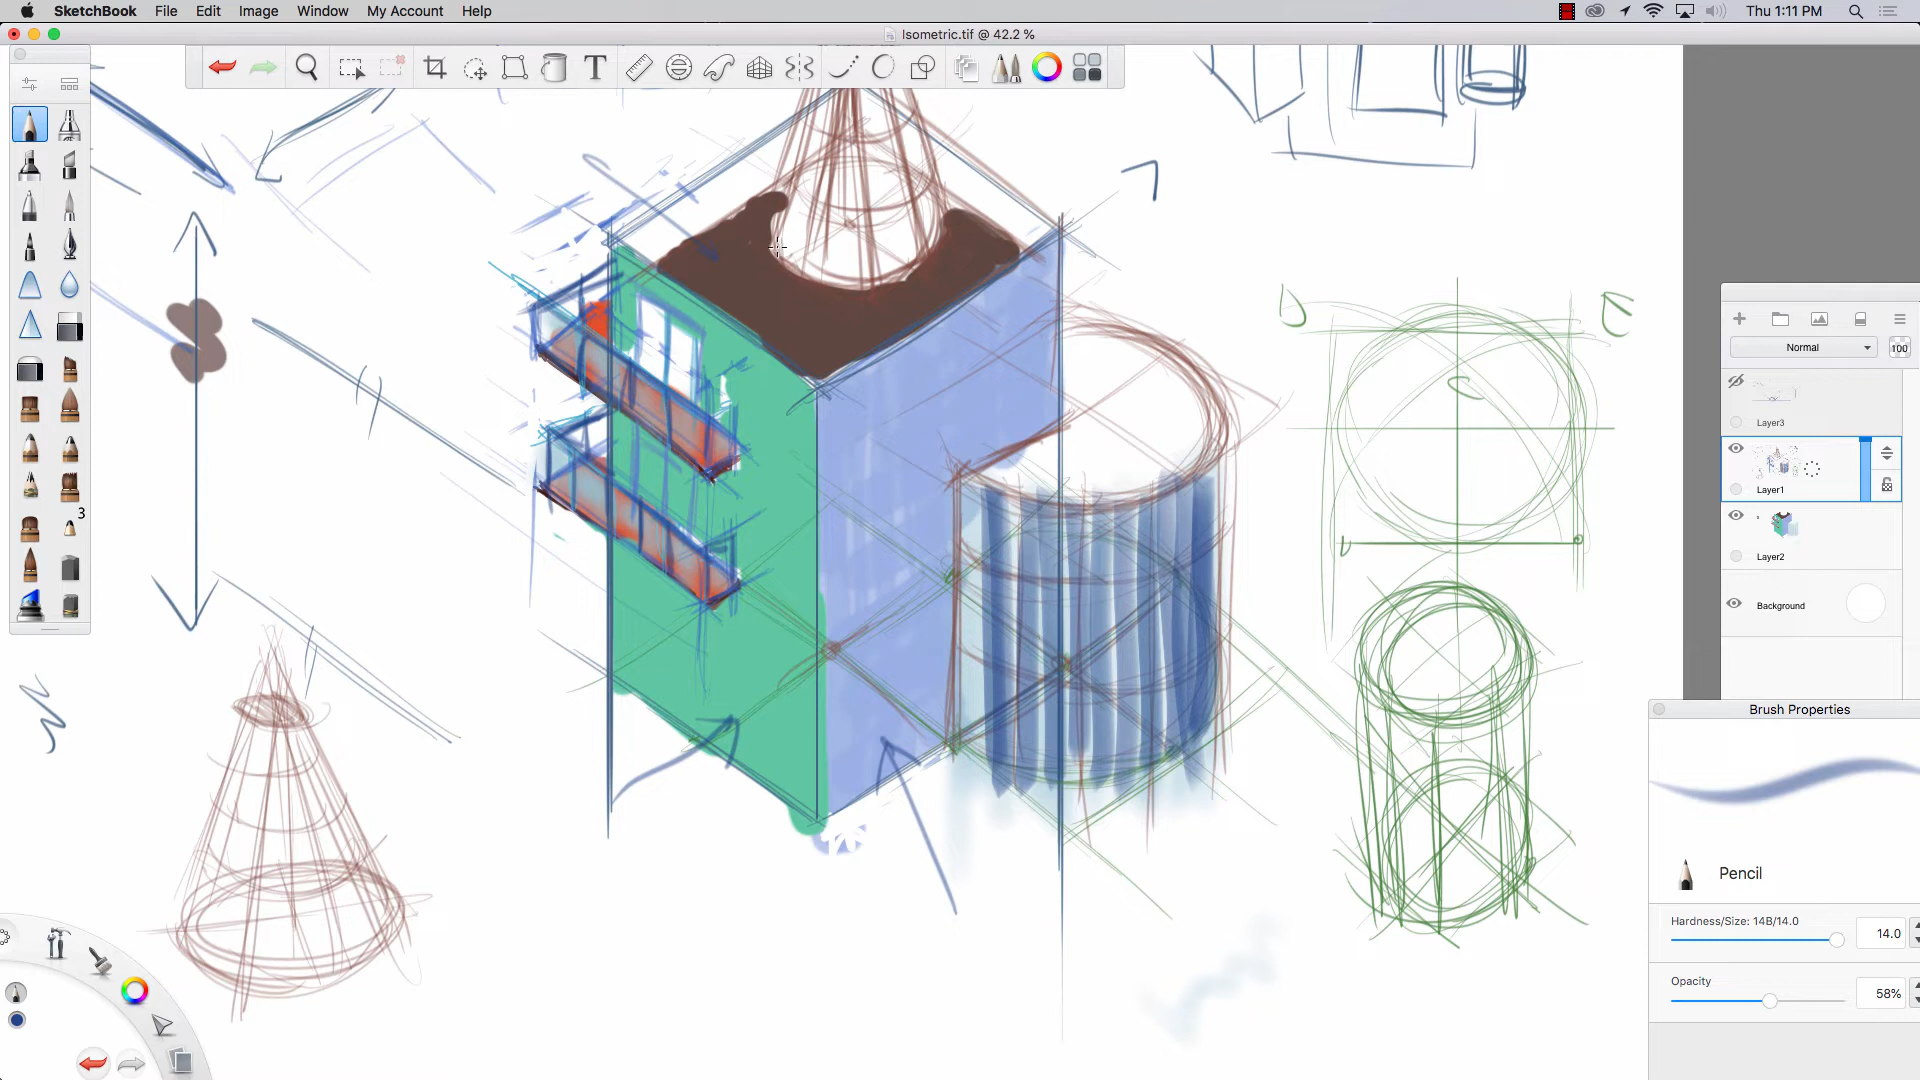 SketchBook File Edit Image Window My Account Help Thu 1:11 PM
Isometric.tif @ 42.2 %
T
Normal 100
Layer3
Layer1
3
Layer2
Background
Brush Properties
Pencil
Hardness/Size: 14B/14.0
14.0
Opacity
58%